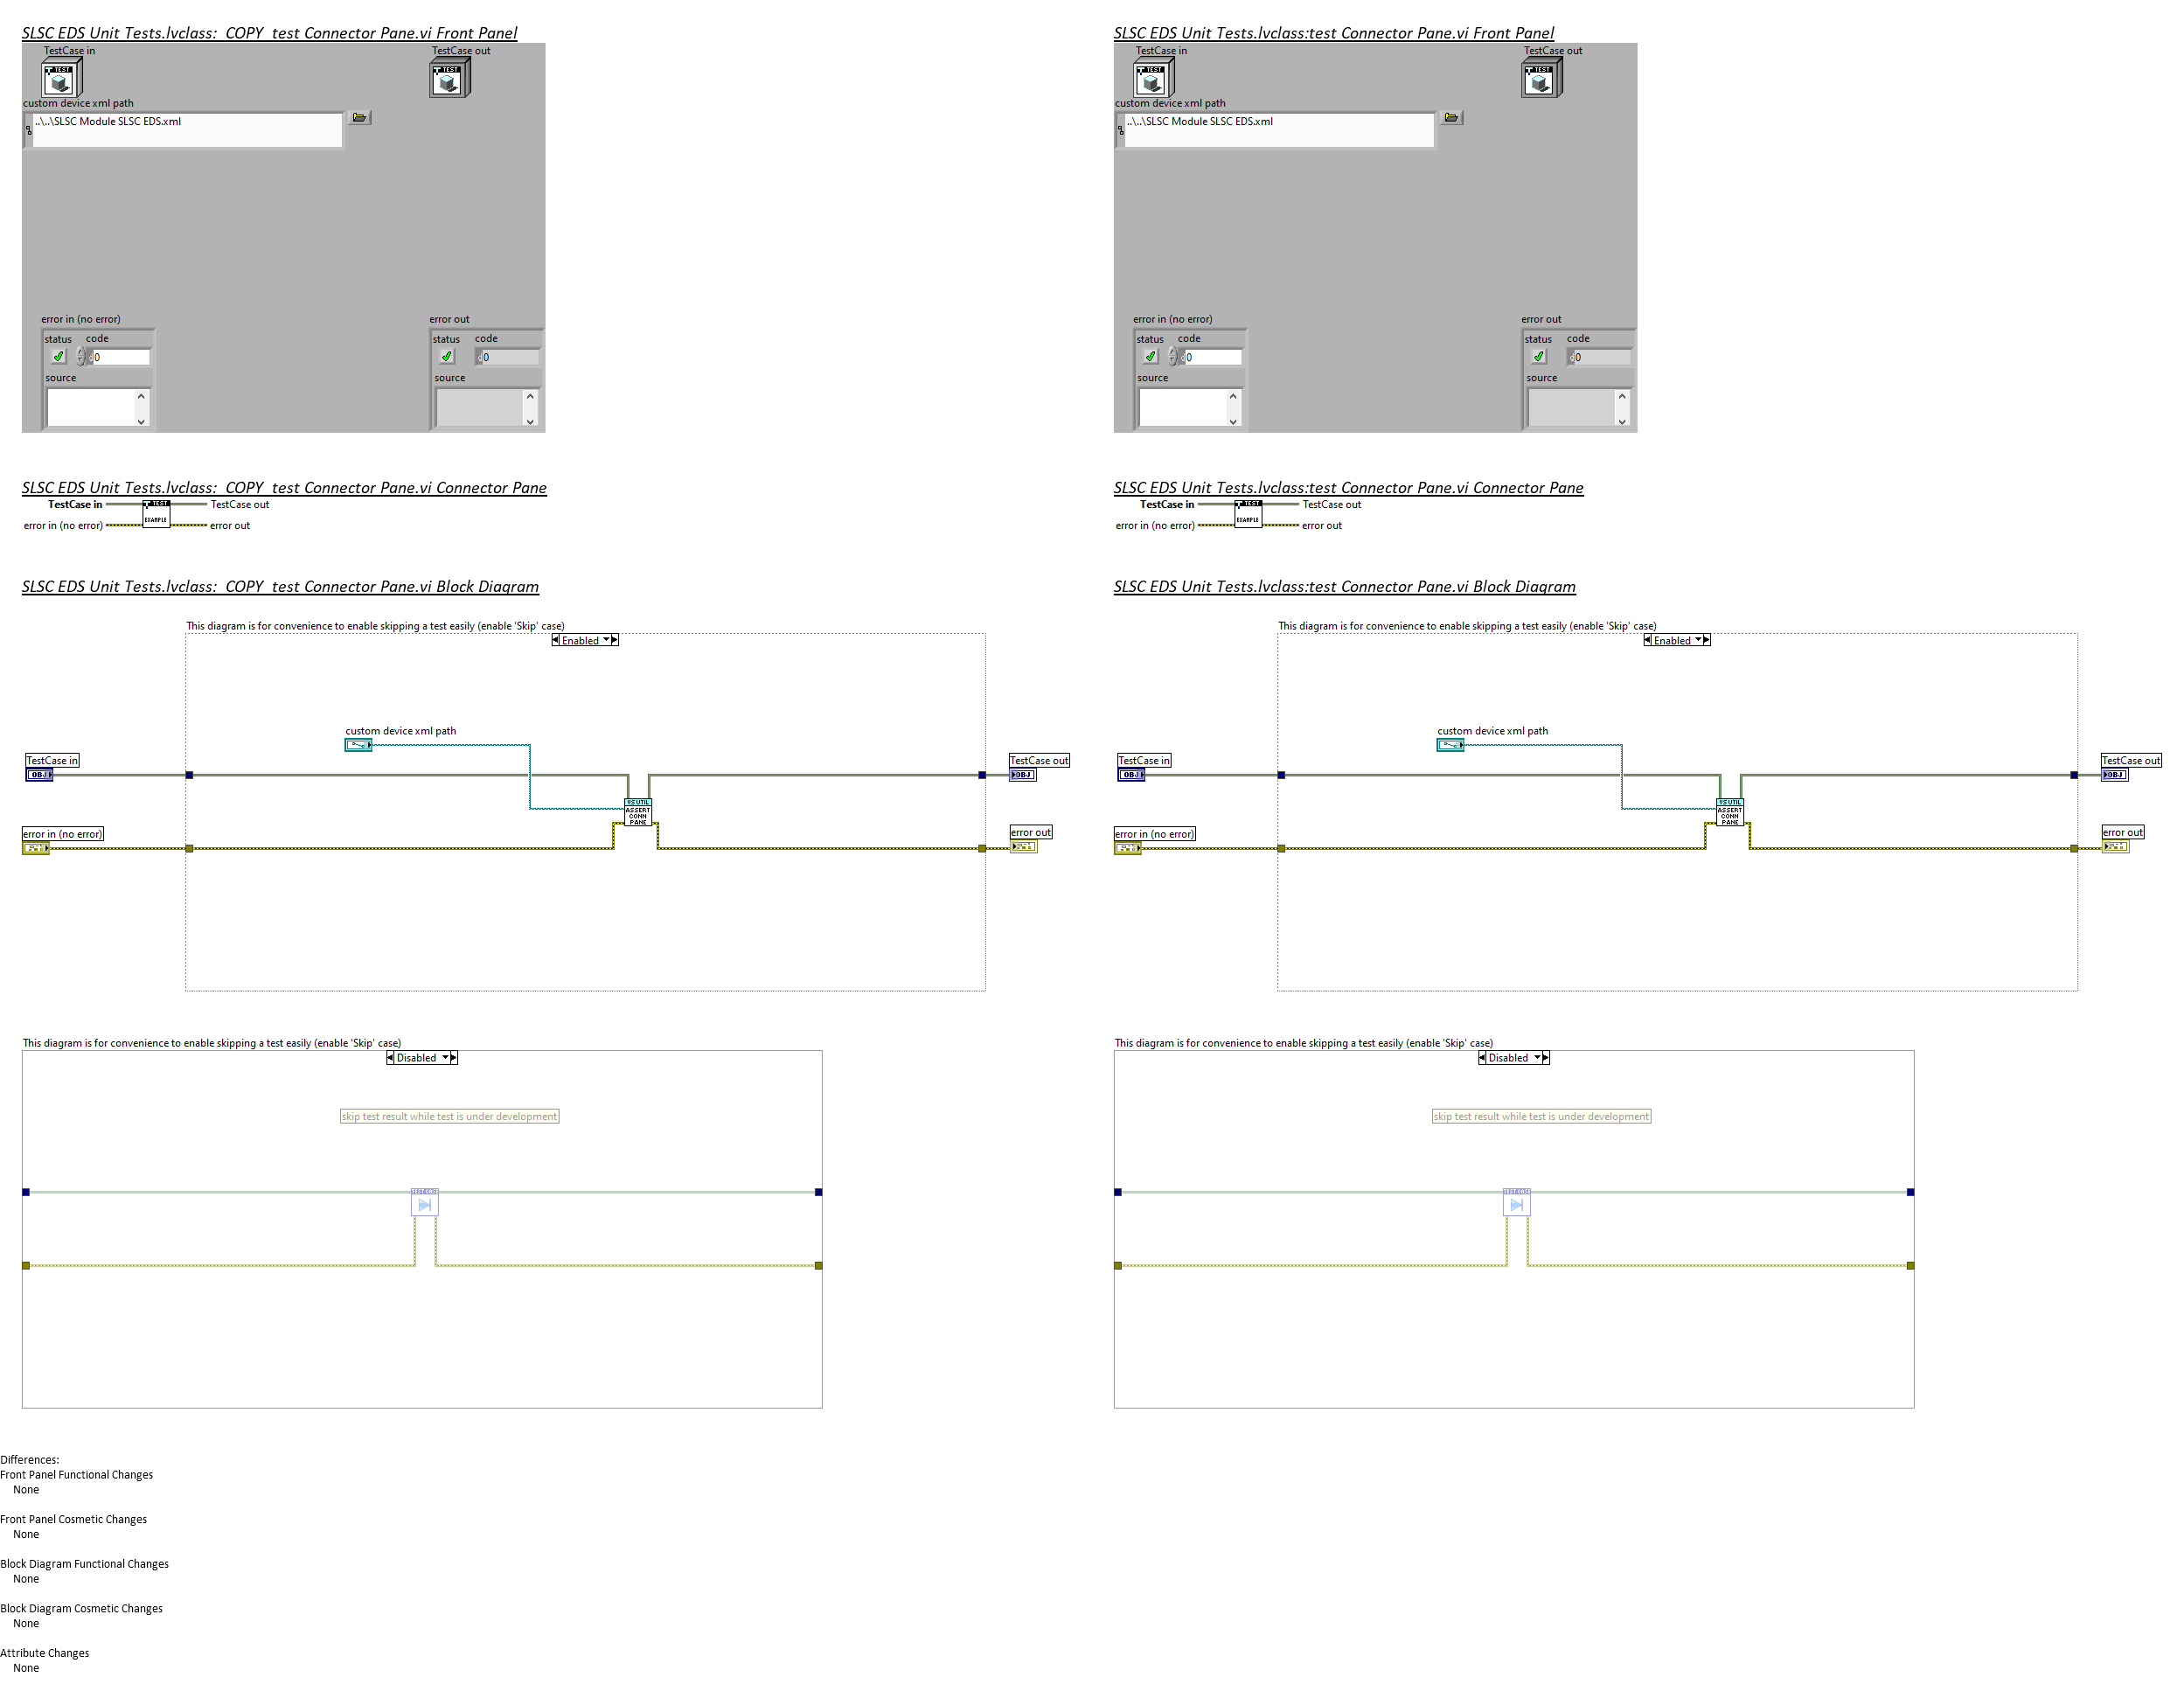 SLSC EDS Unit Tests.lvclass:_COPY_test Connector Pane.vi Front Panel
TestCase in
TestCase out
TEST
TEST
custom device xml path
..\..\SLSC Module SLSC EDS.xml
error in (no error)
error out
status code
0
status code
0
source
source
SLSC EDS Unit Tests.lvclass:_COPY_test Connector Pane.vi Connector Pane
TestCase in
TEST
EXAMPLE
TestCase out
error in (no error)
error out
SLSC EDS Unit Tests.lvclass:_COPY_test Connector Pane.vi Block Diagram
This diagram is for convenience to enable skipping a test easily (enable 'Skip' case)
Enabled
custom device xml path
TestCase in
OBJ
TestCase out
OBJ
ASSERT
CONN
PANE
error in (no error)
error out
This diagram is for convenience to enable skipping a test easily (enable 'Skip' case)
Disabled
skip test result while test is under development
SLSC EDS Unit Tests.lvclass:test Connector Pane.vi Front Panel
TestCase in
TestCase out
TEST
TEST
custom device xml path
..\..\SLSC Module SLSC EDS.xml
error in (no error)
error out
status code
0
status code
0
source
source
SLSC EDS Unit Tests.lvclass:test Connector Pane.vi Connector Pane
TestCase in
TEST
EXAMPLE
TestCase out
error in (no error)
error out
SLSC EDS Unit Tests.lvclass:test Connector Pane.vi Block Diagram
This diagram is for convenience to enable skipping a test easily (enable 'Skip' case)
Enabled
custom device xml path
TestCase in
OBJ
TestCase out
OBJ
ASSERT
CONN
PANE
error in (no error)
error out
This diagram is for convenience to enable skipping a test easily (enable 'Skip' case)
Disabled
skip test result while test is under development
Differences:
Front Panel Functional Changes
None
Front Panel Cosmetic Changes
None
Block Diagram Functional Changes
None
Block Diagram Cosmetic Changes
None
Attribute Changes
None